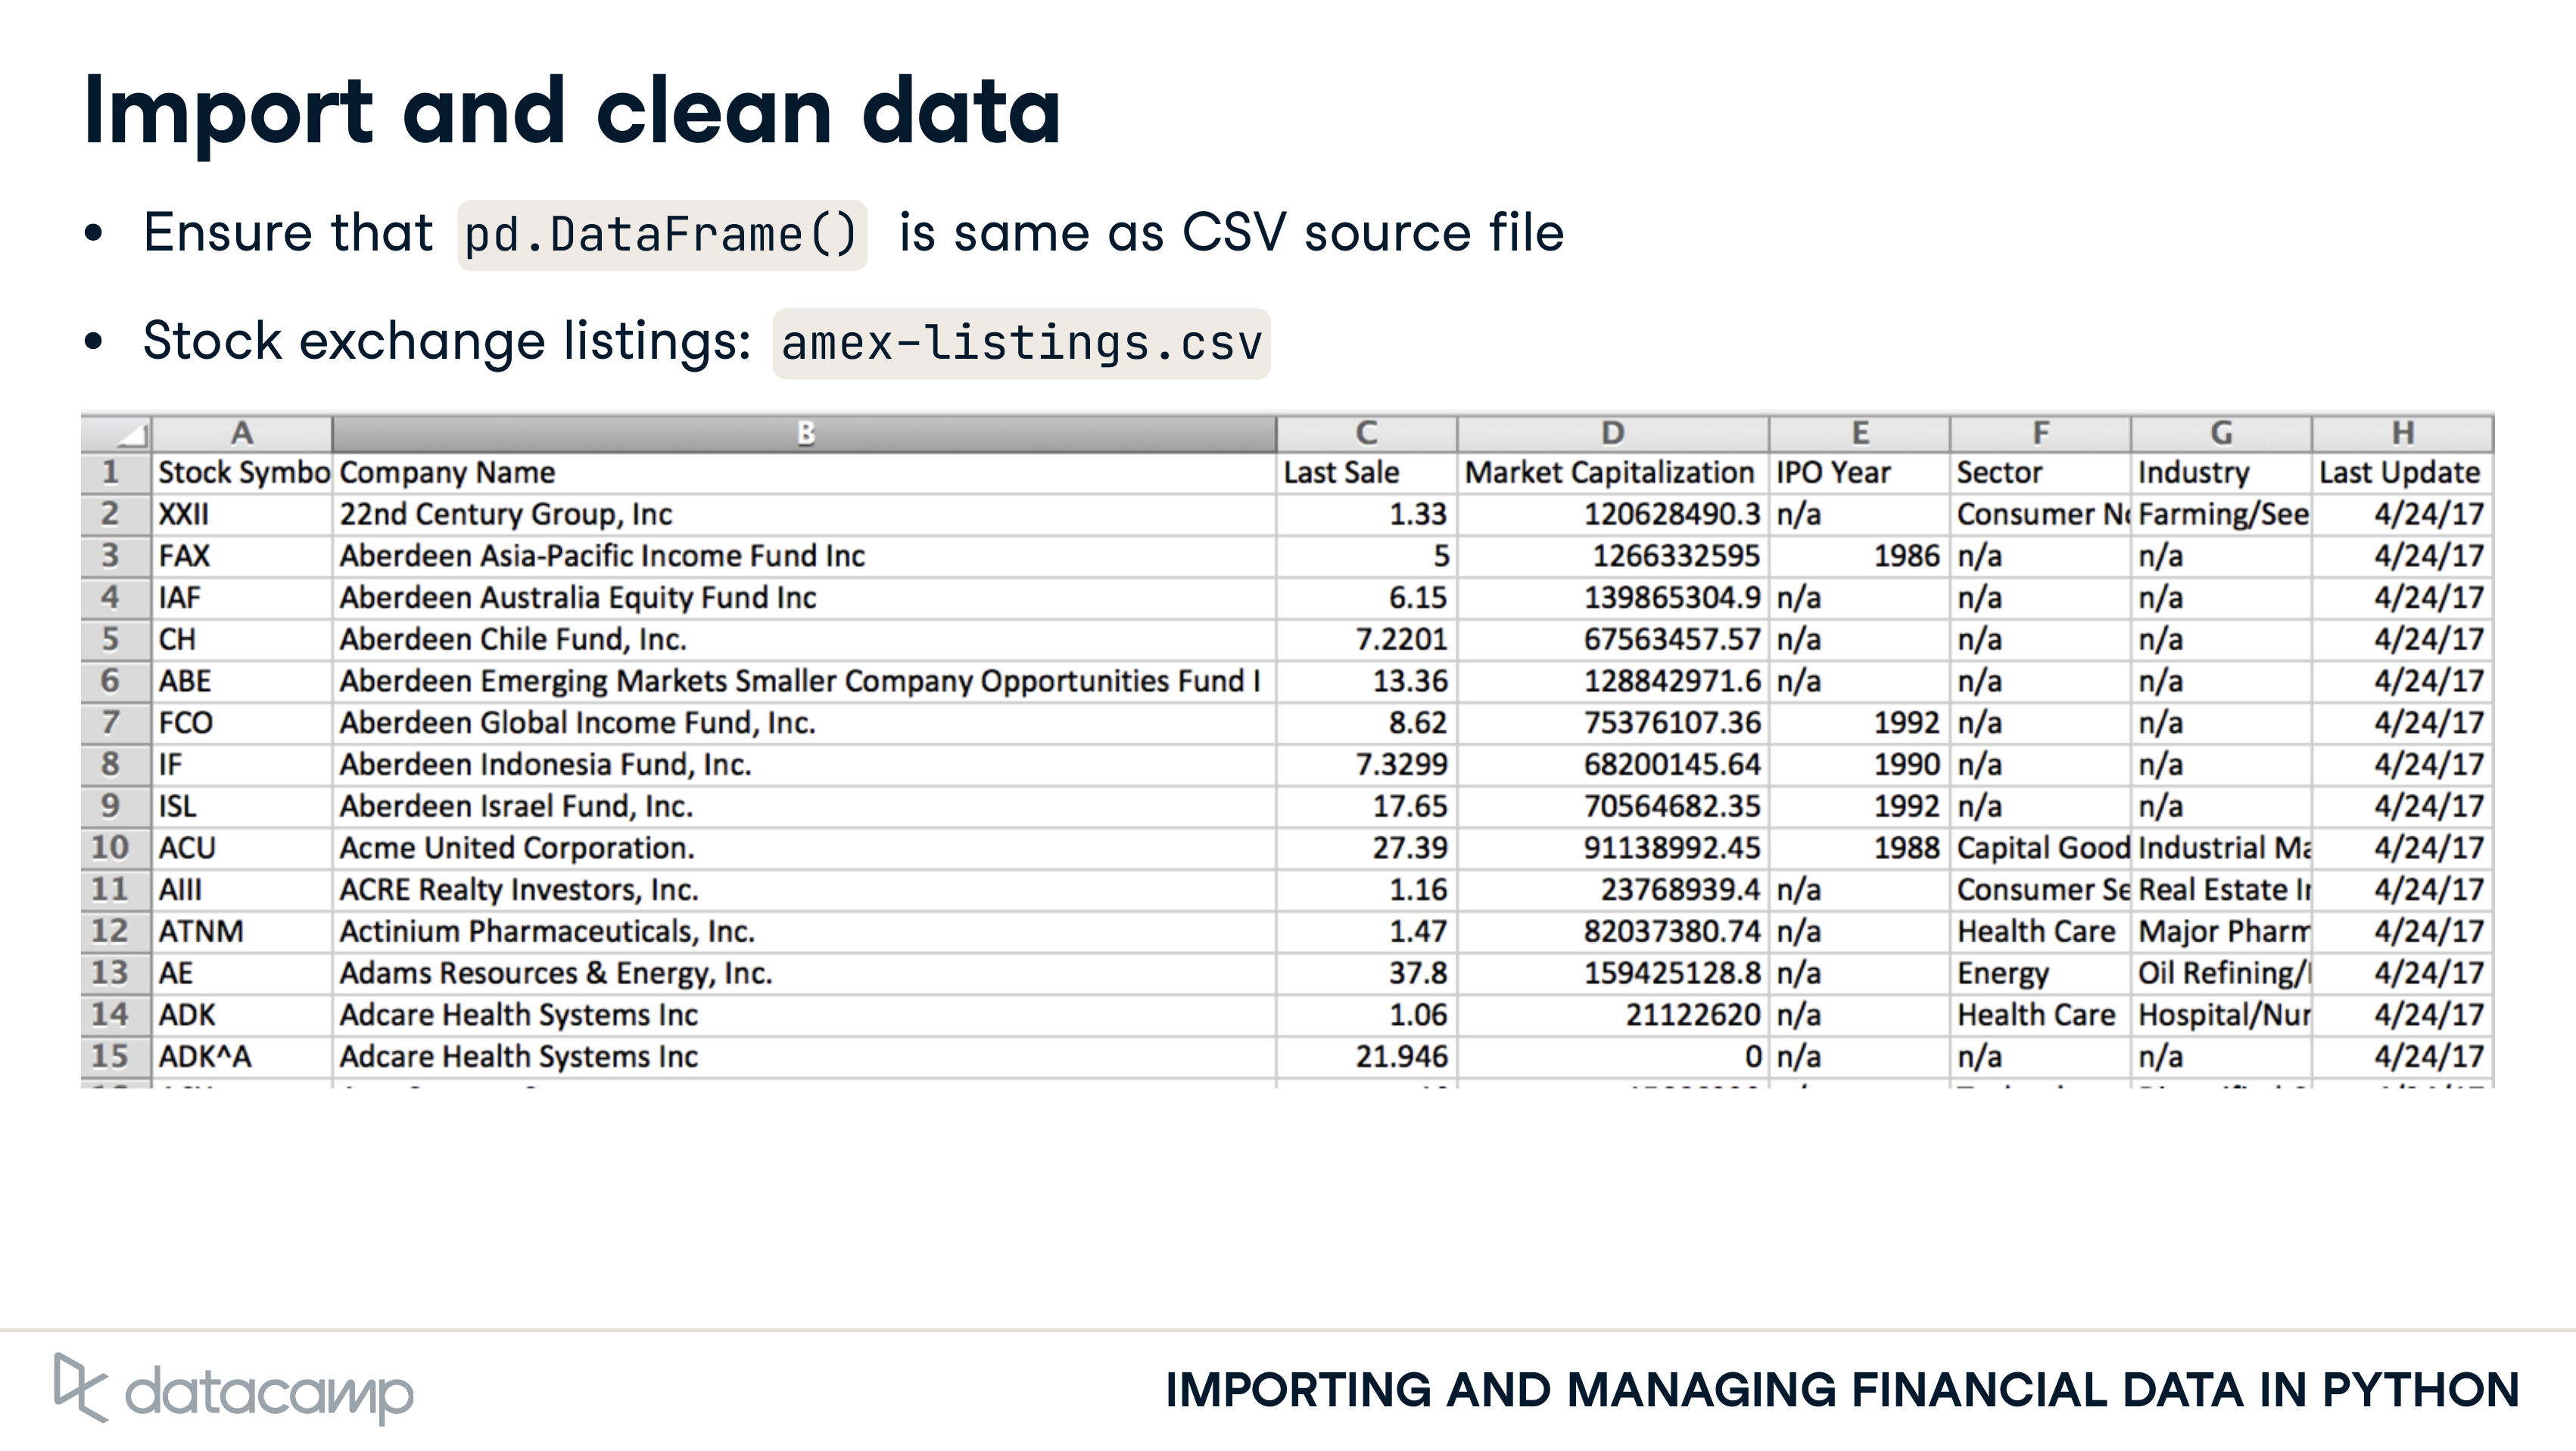 Import and clean data
• Ensure that pd.DataFrame() is same as CSV source file
• Stock exchange listings: amex-listings.csv
A B C D E F G H
1 Stock Symbo Company Name Last Sale Market Capitalization IPO Year Sector Industry Last Update
2 XXII 22nd Century Group, Inc 1.33 120628490.3 n/a Consumer No Farming/See 4/24/17
3 FAX Aberdeen Asia-Pacific Income Fund Inc 5 1266332595 1986 n/a n/a 4/24/17
4 IAF Aberdeen Australia Equity Fund Inc 6.15 139865304.9 n/a n/a n/a 4/24/17
5 CH Aberdeen Chile Fund, Inc. 7.2201 67563457.57 n/a n/a n/a 4/24/17
6 ABE Aberdeen Emerging Markets Smaller Company Opportunities Fund I 13.36 128842971.6 n/a n/a n/a 4/24/17
7 FCO Aberdeen Global Income Fund, Inc. 8.62 75376107.36 1992 n/a n/a 4/24/17
8 IF Aberdeen Indonesia Fund, Inc. 7.3299 68200145.64 1990 n/a n/a 4/24/17
9 ISL Aberdeen Israel Fund, Inc. 17.65 70564682.35 1992 n/a n/a 4/24/17
10 ACU Acme United Corporation. 27.39 91138992.45 1988 Capital Good Industrial Ma 4/24/17
11 AIII ACRE Realty Investors, Inc. 1.16 23768939.4 n/a Consumer Se Real Estate In 4/24/17
12 ATNM Actinium Pharmaceuticals, Inc. 1.47 82037380.74 n/a Health Care Major Pharm 4/24/17
13 AE Adams Resources & Energy, Inc. 37.8 159425128.8 n/a Energy Oil Refining/ 4/24/17
14 ADK Adcare Health Systems Inc 1.06 21122620 n/a Health Care Hospital/Nur 4/24/17
15 ADK^A Adcare Health Systems Inc 21.946 0 n/a n/a n/a 4/24/17
datacamp
IMPORTING AND MANAGING FINANCIAL DATA IN PYTHON